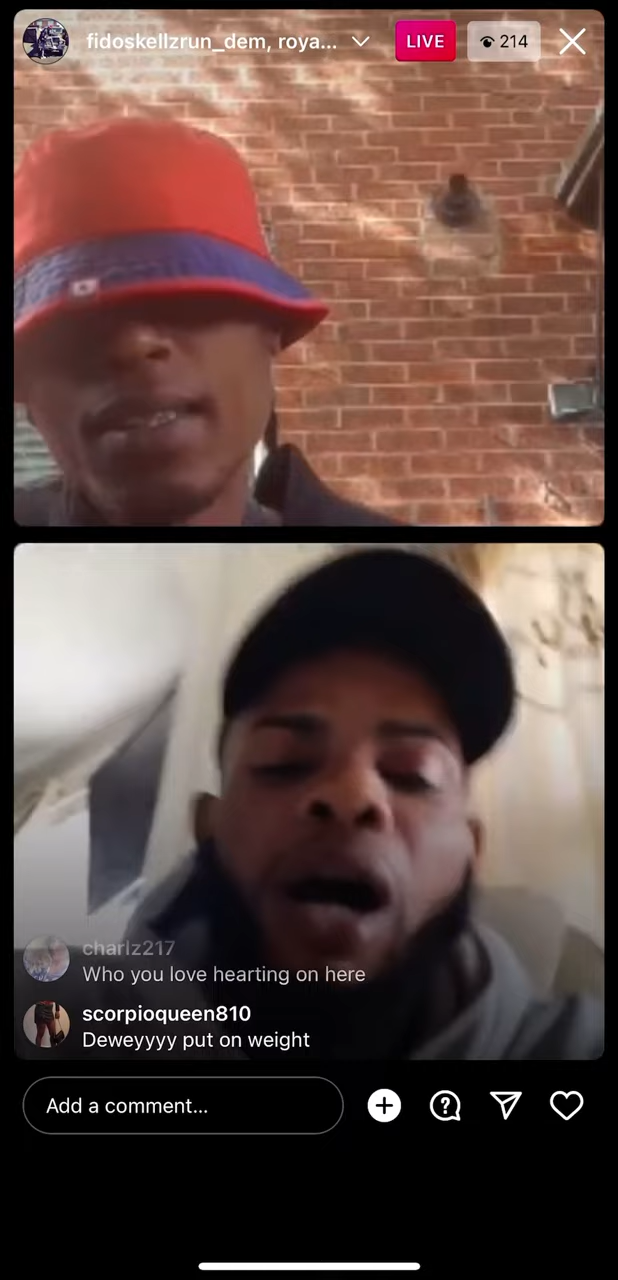 fidoskellzrun_dem, roya...
LIVE
214
charlz217
Who you love hearting on here
scorpioqueen810
Deweyyyy put on weight
Add a comment...